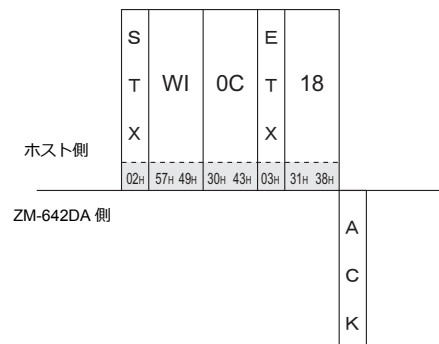 S T X
WI
0C
E T X
18
ホスト側
02H 57H 49H 30H 43H 03H 31H 38H
ZM-642DA 側
A C K